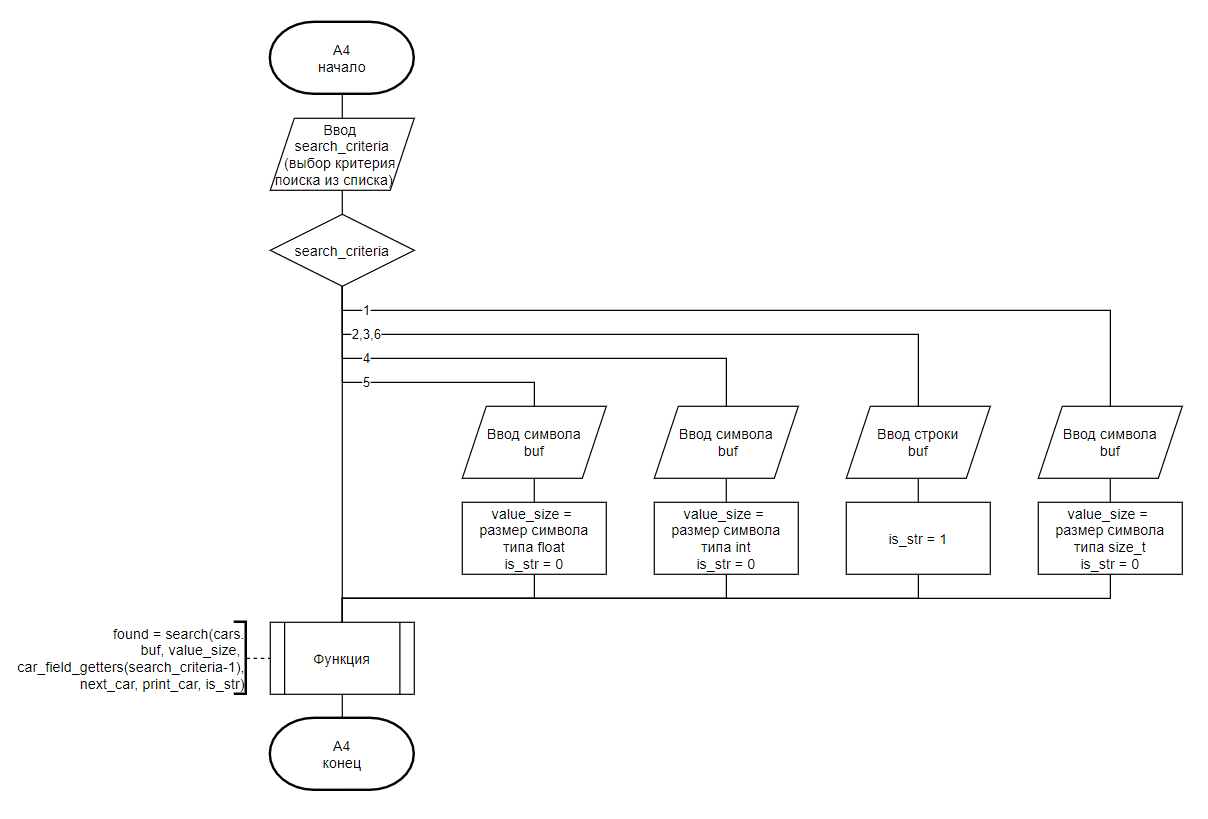 А4
начало
Ввод
search_criteria
(выбор критерия
поиска из списка)
search_criteria
1
2,3,6
4
5
Ввод символа
buf
Ввод символа
buf
Ввод строки
buf
Ввод символа
buf
value_size =
размер символа
типа float
is_str = 0
value_size =
размер символа
типа int
is_str = 0
is_str = 1
value_size =
размер символа
типа size_t
is_str = 0
found = search(cars.
buf, value_size,
car_field_getters(search_criteria-1),
next_car, print_car, is_str)
Функция
А4
конец